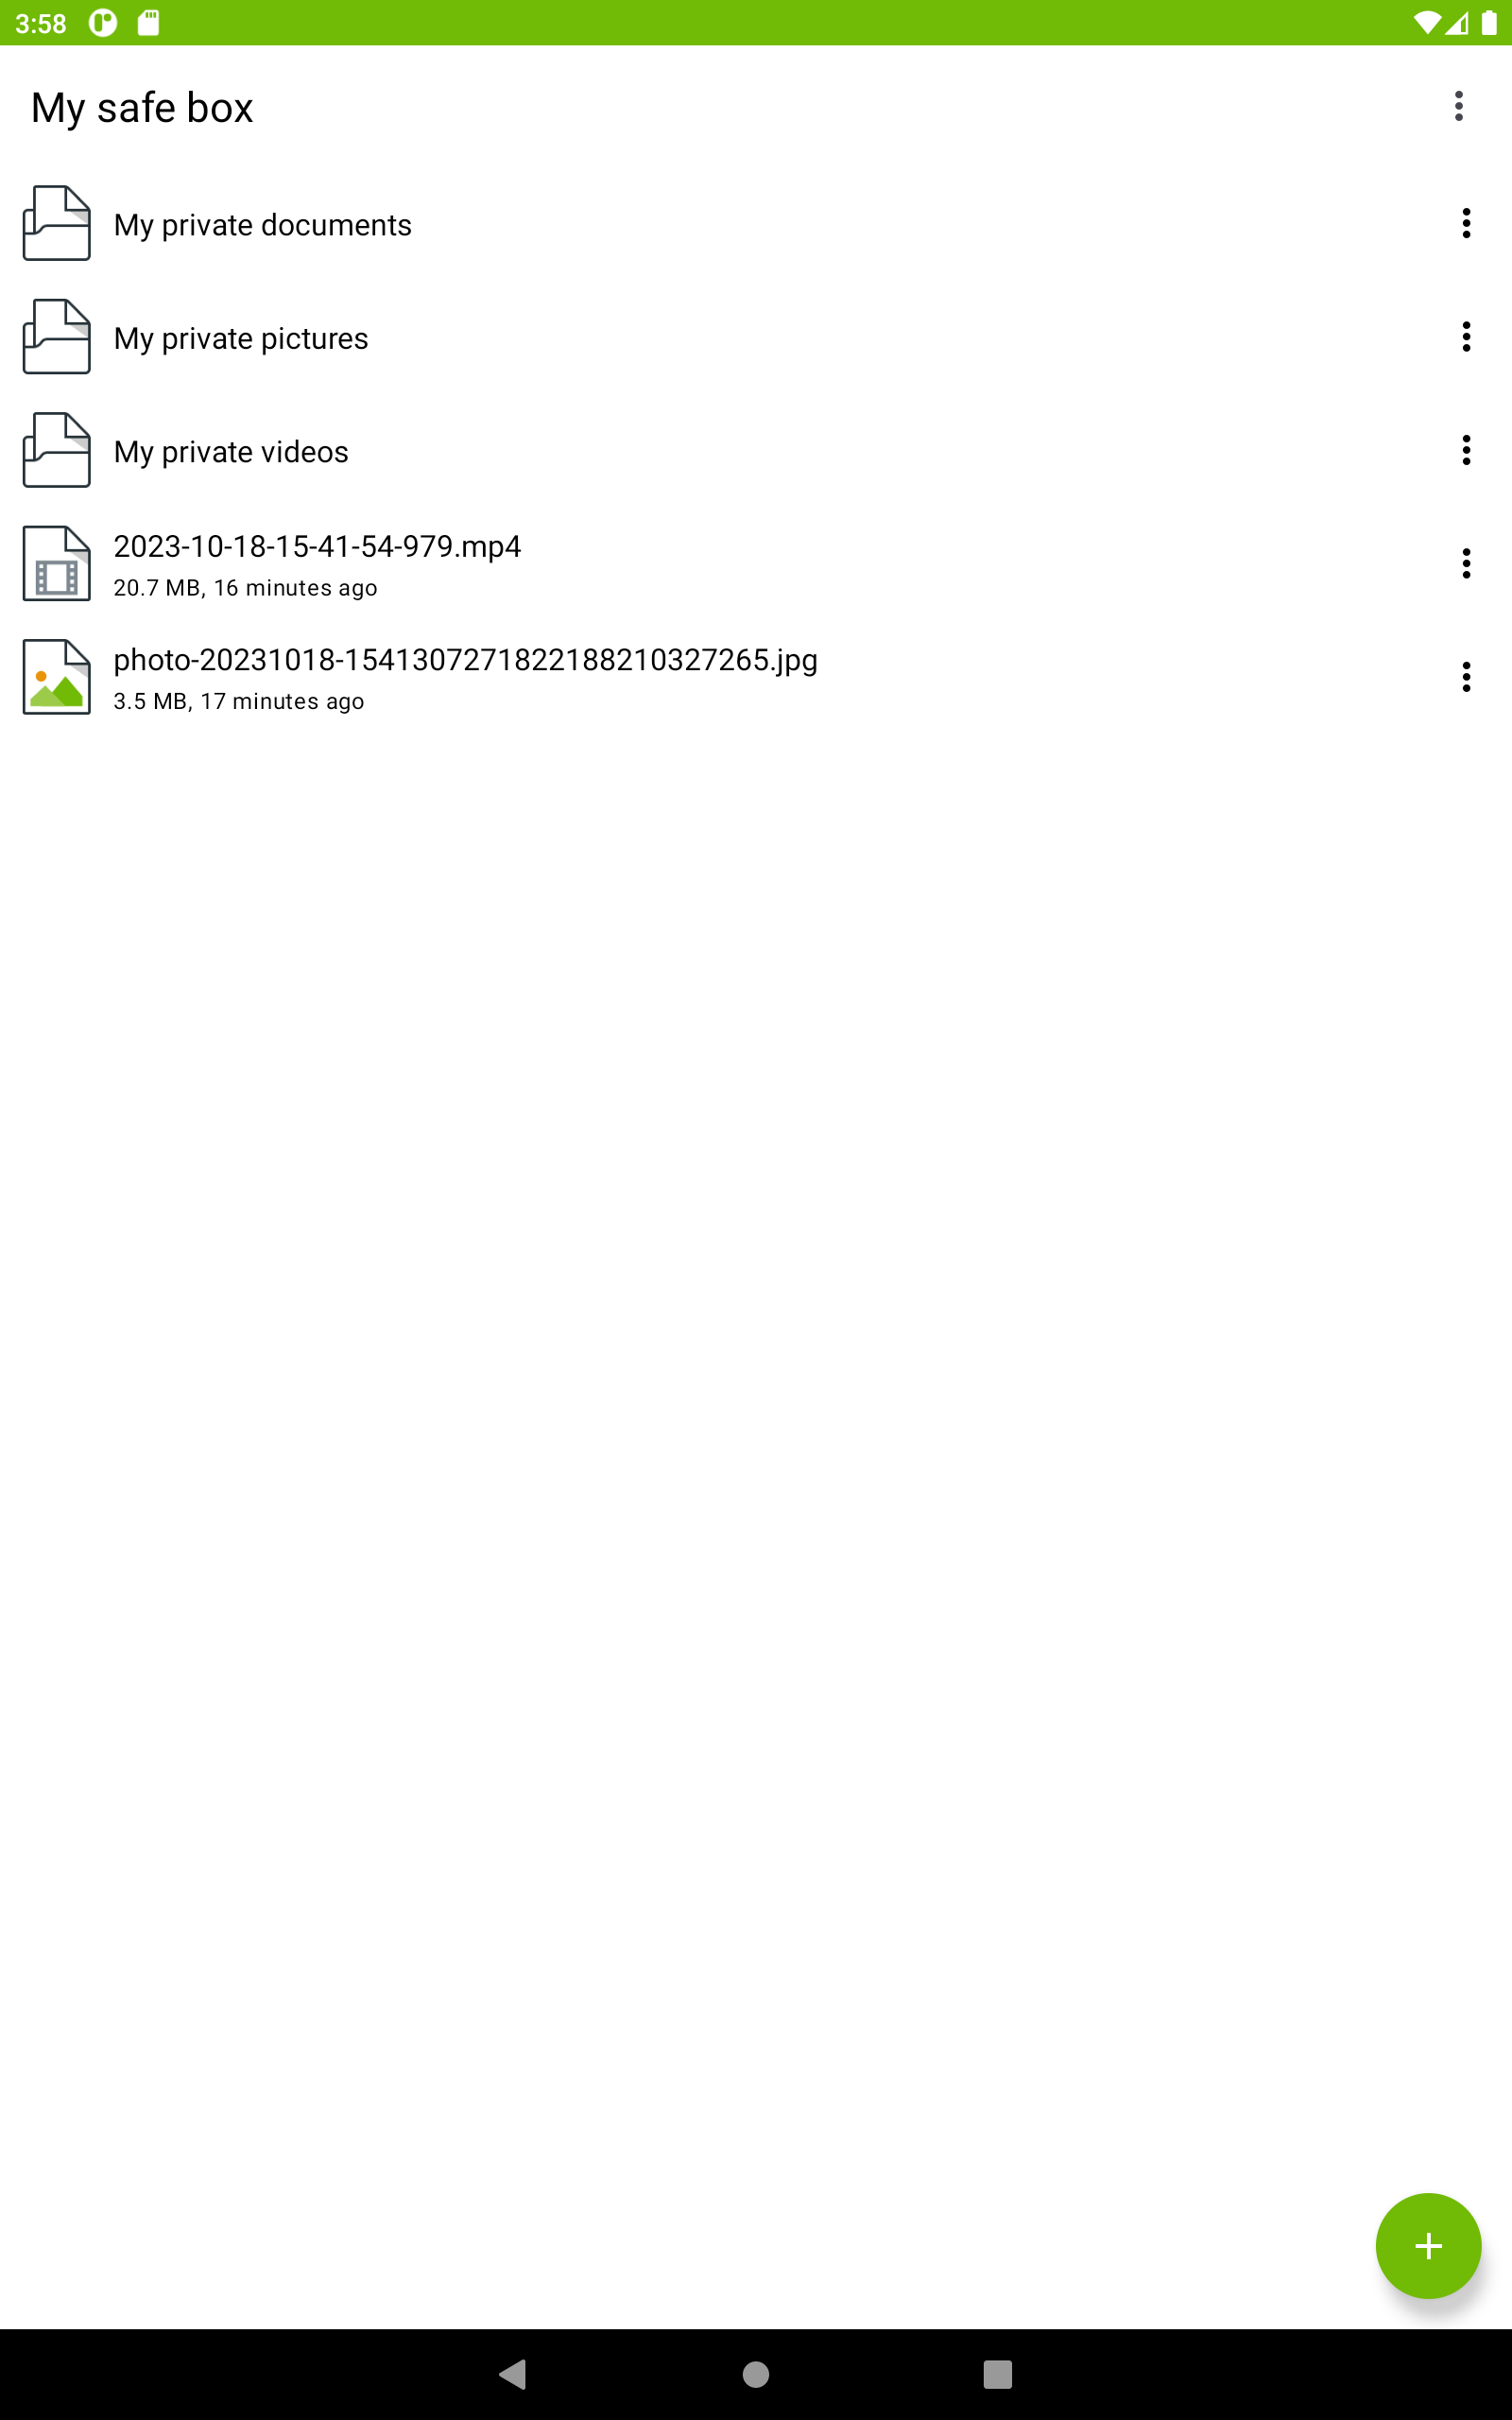 3:58
My safe box
My private documents
My private pictures
My private videos
2023-10-18-15-41-54-979.mp4
20.7 MB, 16 minutes ago
photo-20231018-1541307271822188210327265.jpg
3.5 MB, 17 minutes ago